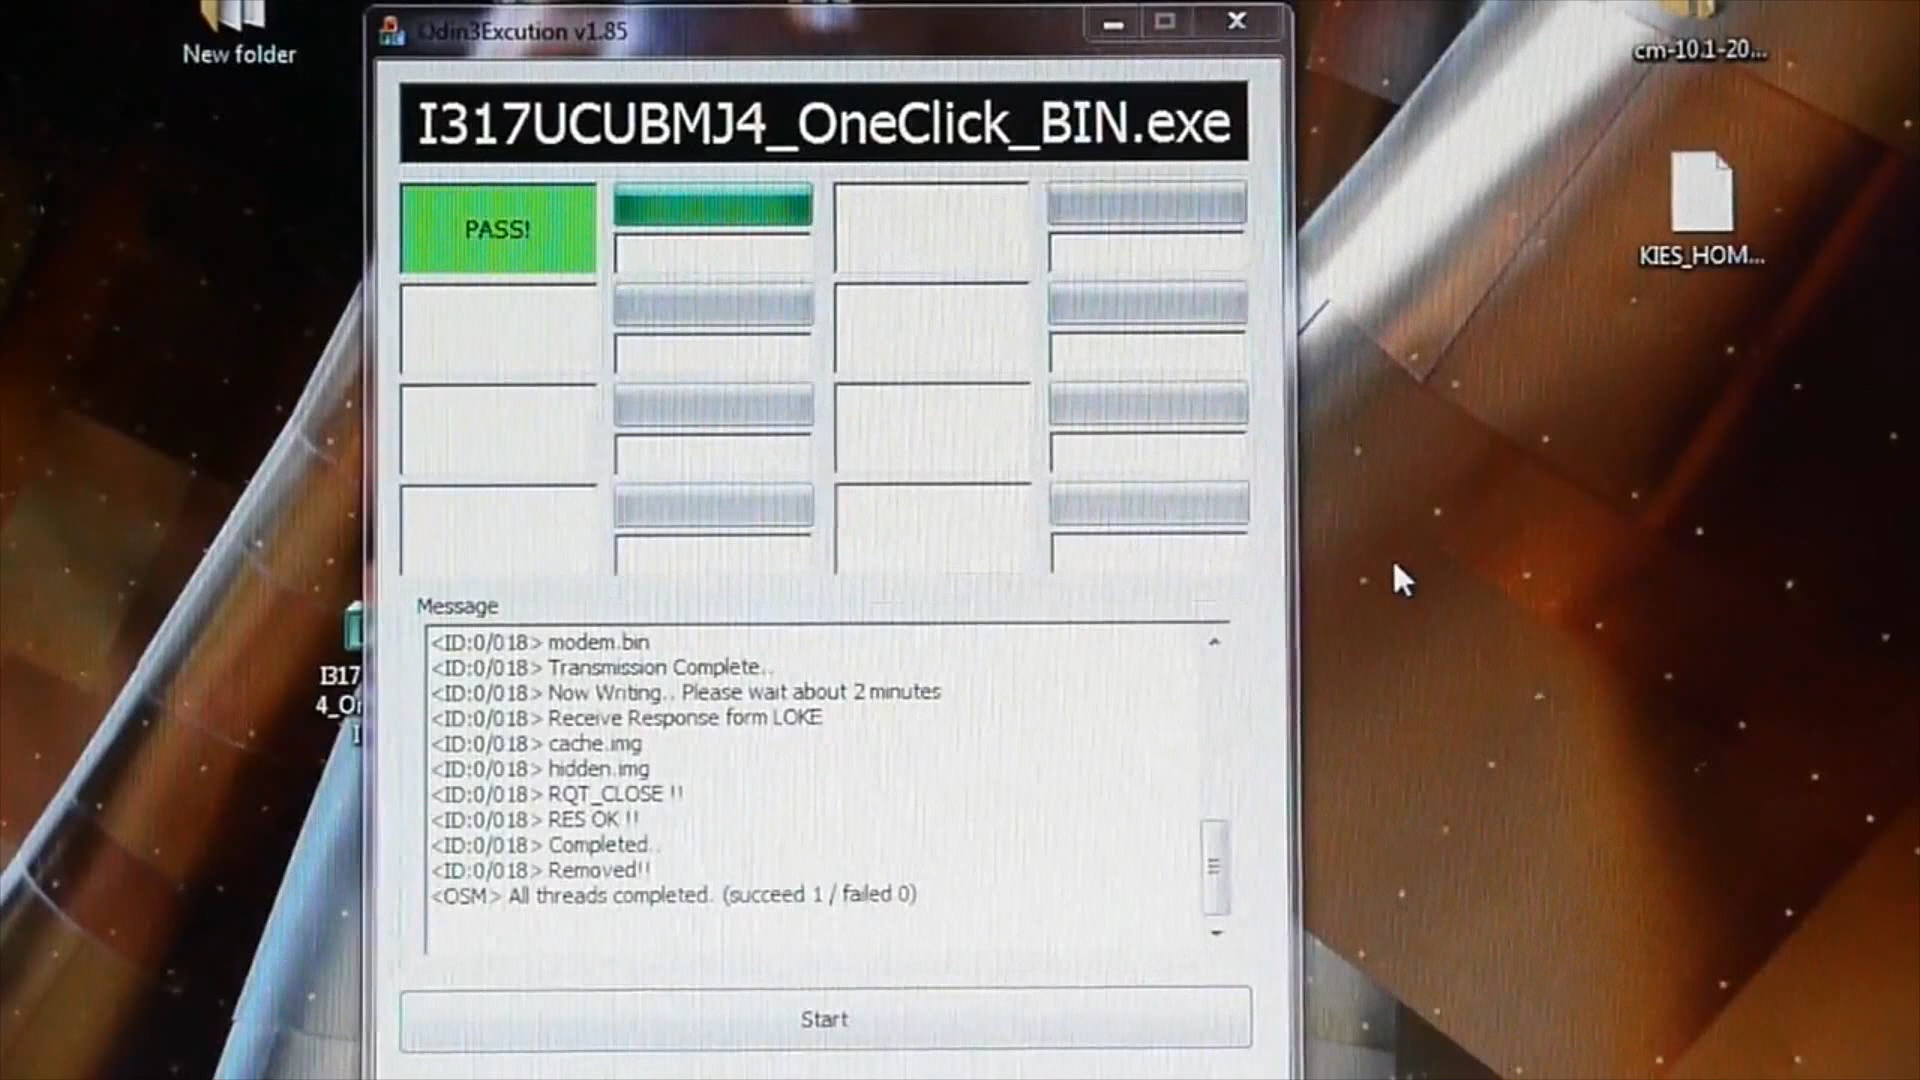 New folder
Odin3Excution v1.85
cm-10.1-20...
I317UCUBMJ4_OneClick_BIN.exe
PASS!
KIES_HOM...
Message
<ID:0/018> modem.bin
<ID:0/018> Transmission Complete..
<ID:0/018> Now Writing.. Please wait about 2 minutes
<ID:0/018> Receive Response form LOKE
<ID:0/018> cache.img
<ID:0/018> hidden.img
<ID:0/018> RQT_CLOSE !!
<ID:0/018> RES OK !!
<ID:0/018> Completed..
<ID:0/018> Removed!!
<OSM> All threads completed. (succeed 1 / failed 0)
I317
4_O
Start